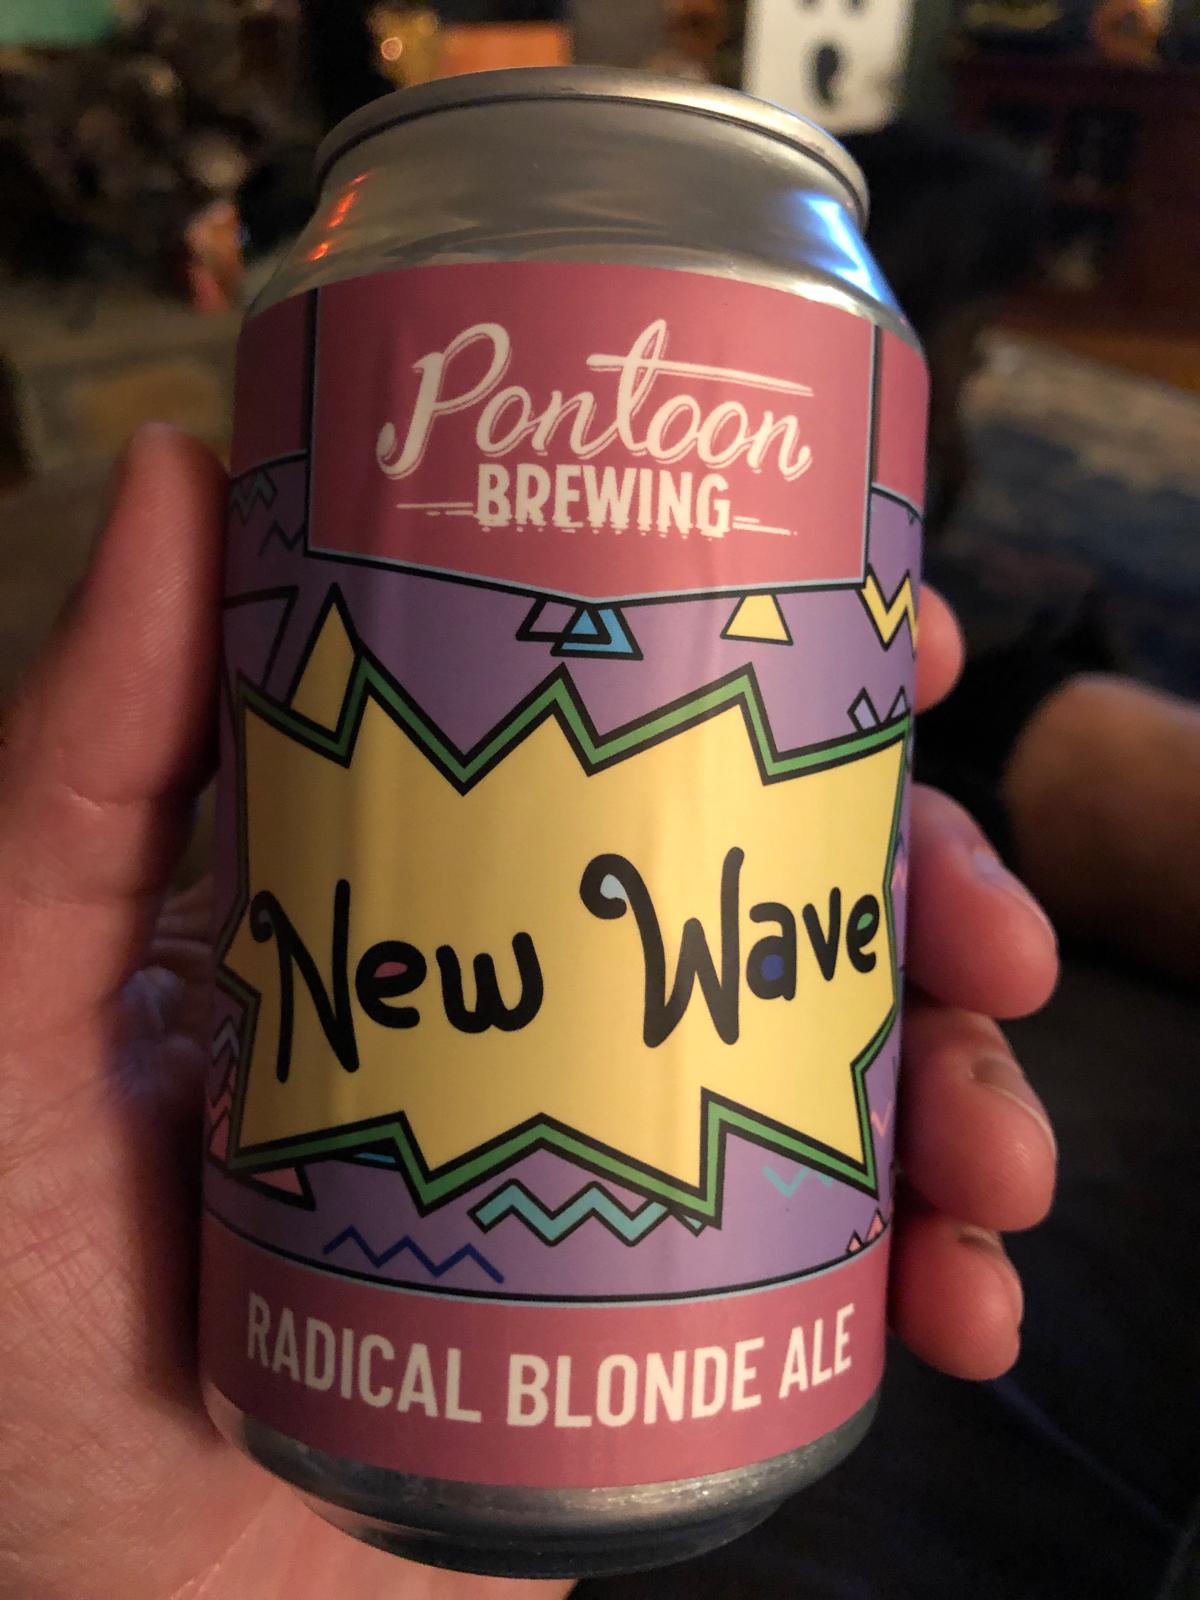 Pontoon
BREWING
New Wave
RADICAL BLONDE ALE